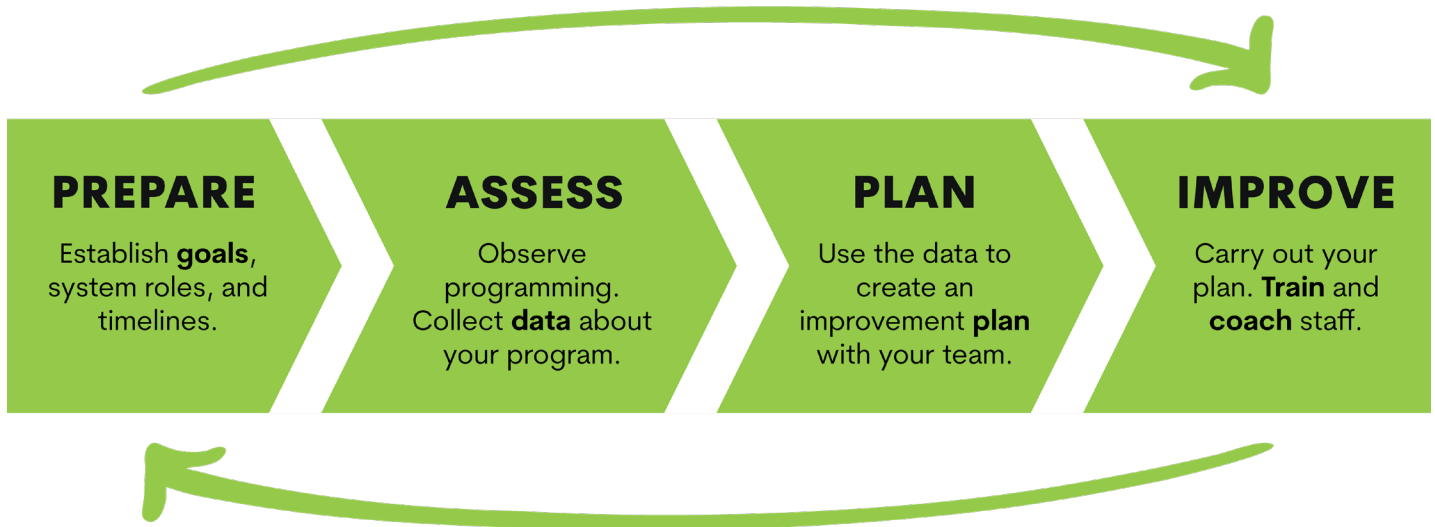 PREPARE
Establish goals,
system roles, and
timelines.
ASSESS
Observe
programming.
Collect data about
your program.
PLAN
Use the data to
create an
improvement plan
with your team.
IMPROVE
Carry out your
plan. Train and
coach staff.